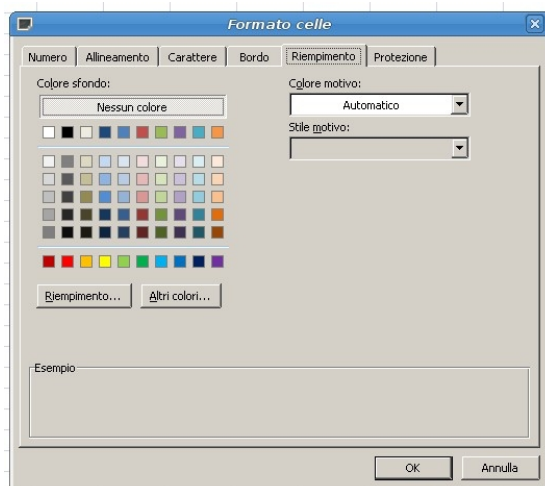 Formato celle
Numero Allineamento Carattere Bordo Riempimento Protezione
Colore sfondo:
Nessun colore
Colore motivo:
Automatico
Stile motivo:
Riempimento... Altri colori...
Esempio
OK Annulla